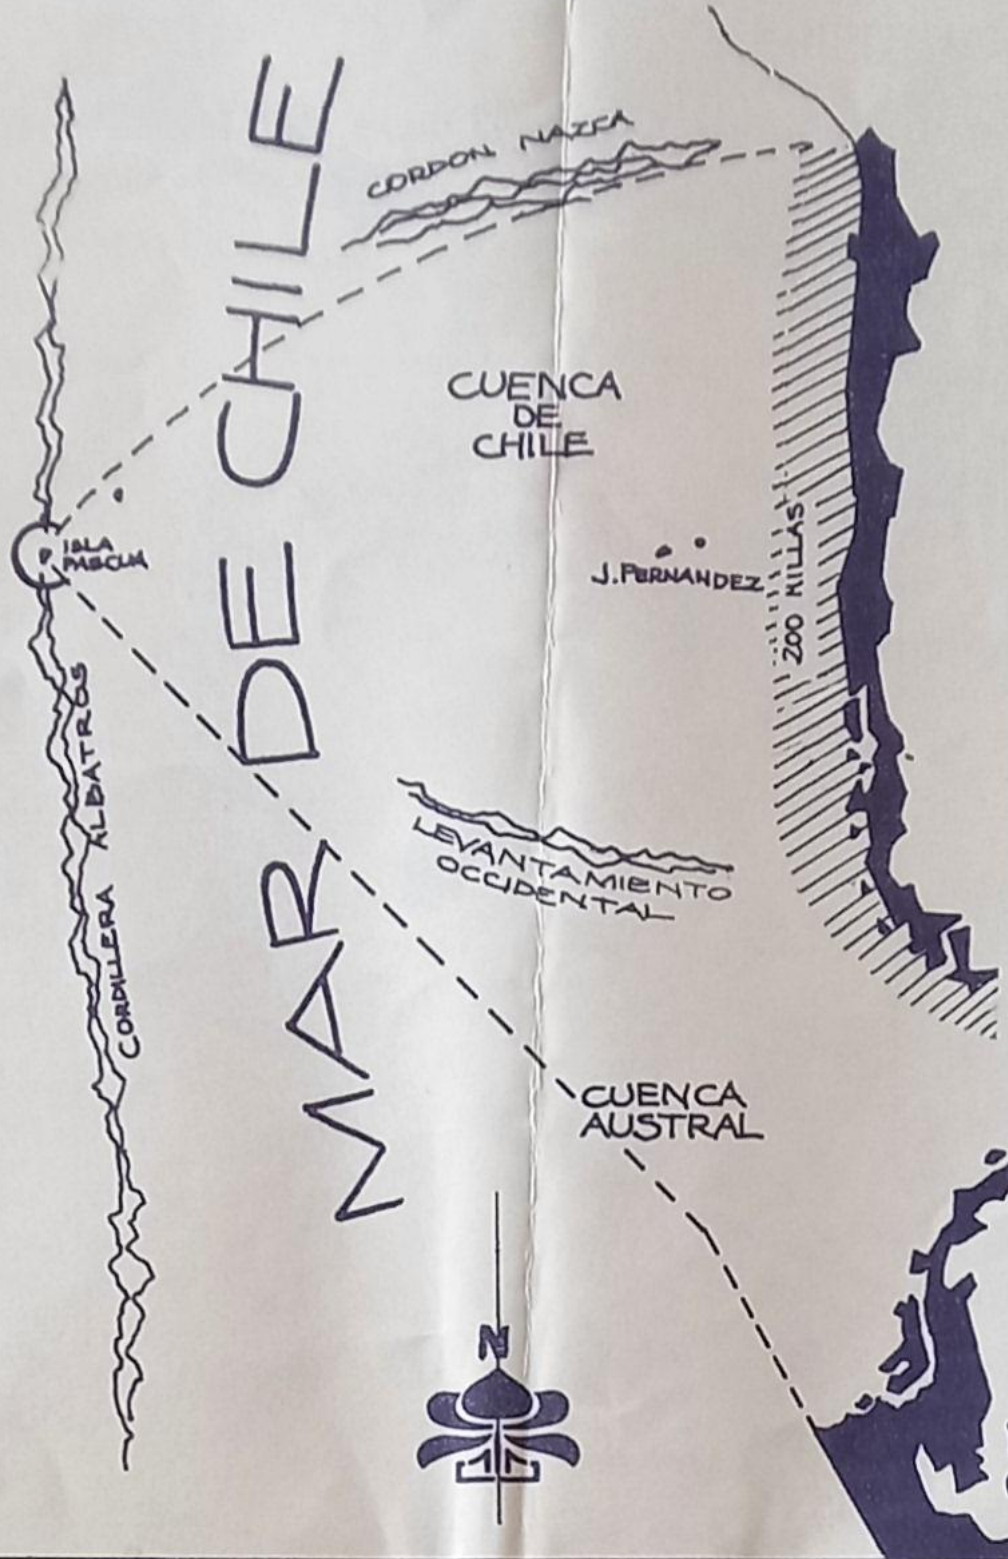 MAR DE CHILE
CORDON NAZCA
CUENCA
DE
CHILE
ISLA
PASCUA
J. FERNANDEZ
200 MILLAS
CORDILLERA ALBATROS
LEVANTAMIENTO
OCCIDENTAL
CUENCA
AUSTRAL
N